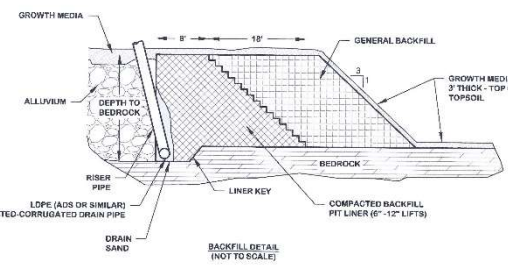 GROWTH MEDIA
8'
18'
GENERAL BACKFILL
3
1
ALLUVIUM
DEPTH TO
BEDROCK
GROWTH MEDI
3' THICK - TOP
TOPSOIL
BEDROCK
RISER
PIPE
LINER KEY
COMPACTED BACKFILL
PIT LINER (6" -12" LIFTS)
LDPE (ADS OR SIMILAR)
TED-CORRUGATED DRAIN PIPE
DRAIN
SAND
BACKFILL DETAIL
(NOT TO SCALE)